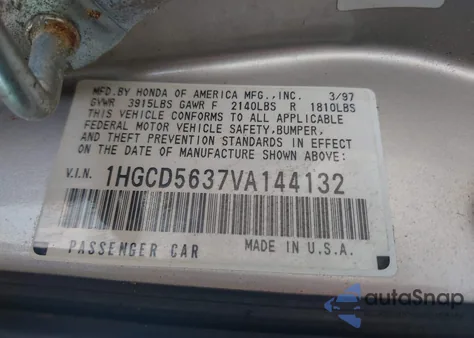 MFD.BY HONDA OF AMERICA MFG.,INC. 3/97
GVWR 3915LBS GAWR F 2140LBS R 1810LBS
THIS VEHICLE CONFORMS TO ALL APPLICABLE
FEDERAL MOTOR VEHICLE SAFETY,BUMPER,
AND THEFT PREVENTION STANDARDS IN EFFECT
ON THE DATE OF MANUFACTURE SHOWN ABOVE:
V.I.N. 1HGCD5637VA144132
PASSENGER CAR MADE IN U.S.A.
autoSnap